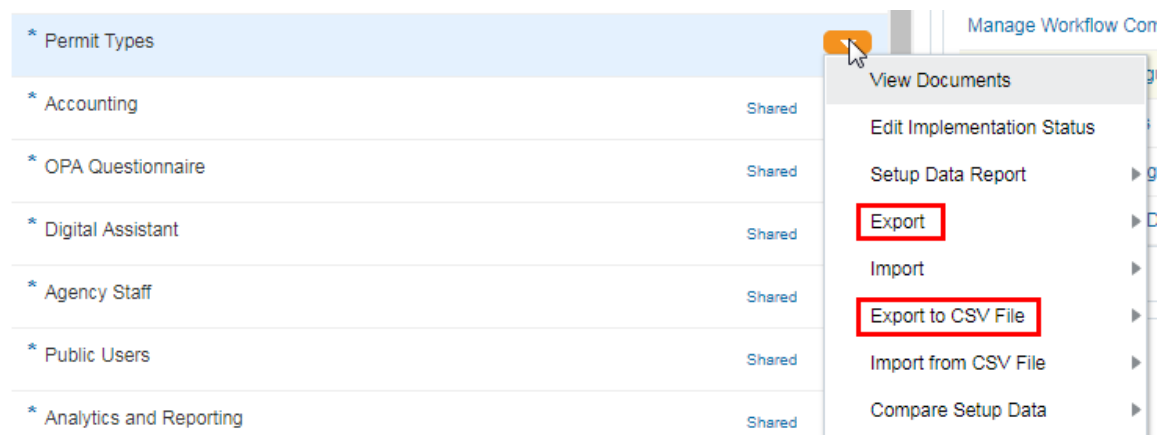 * Permit Types
* Accounting Shared
* OPA Questionnaire Shared
* Digital Assistant Shared
* Agency Staff Shared
* Public Users Shared
* Analytics and Reporting Shared
View Documents
Edit Implementation Status
Setup Data Report
Export
Import
Export to CSV File
Import from CSV File
Compare Setup Data
Manage Workflow